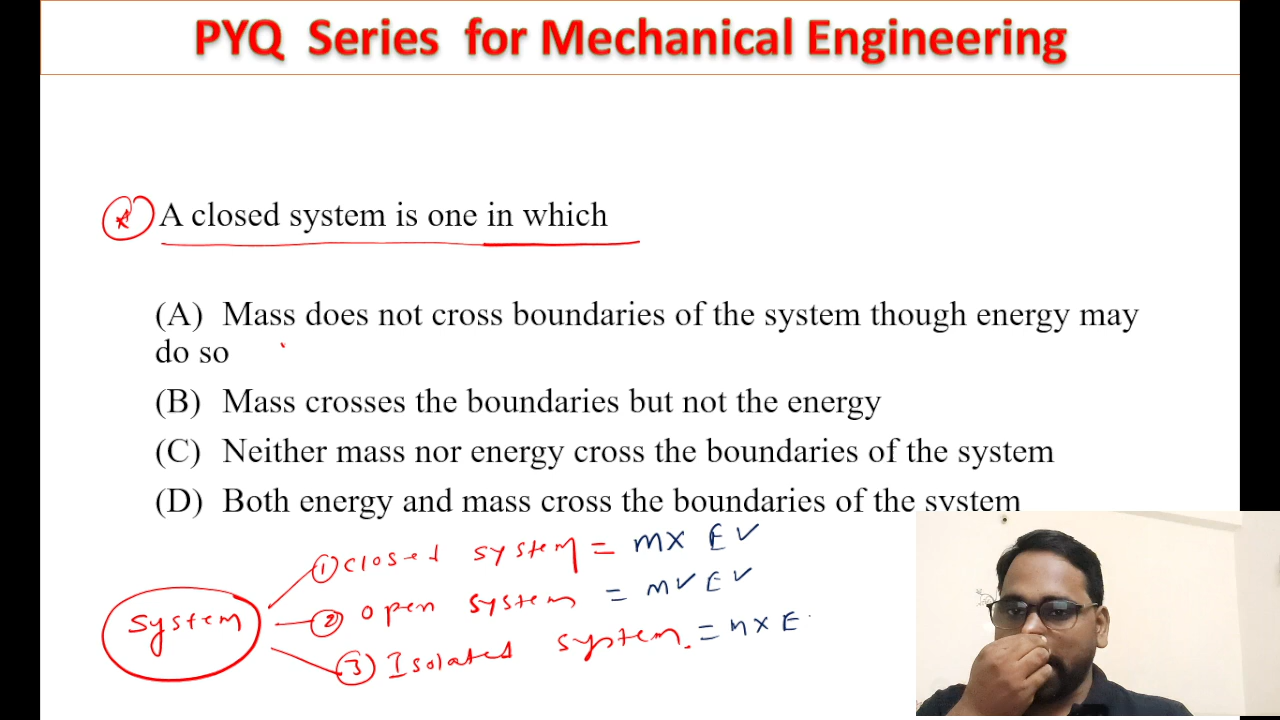 PYQ Series for Mechanical Engineering
A closed system is one in which
(A) Mass does not cross boundaries of the system though energy may
do so
(B) Mass crosses the boundaries but not the energy
(C) Neither mass nor energy cross the boundaries of the system
(D) Both energy and mass cross the boundaries of the system
System
① Closed system = m✗ E✓
② Open system = m✓ E✓
③ Isolated system. = m✗ E